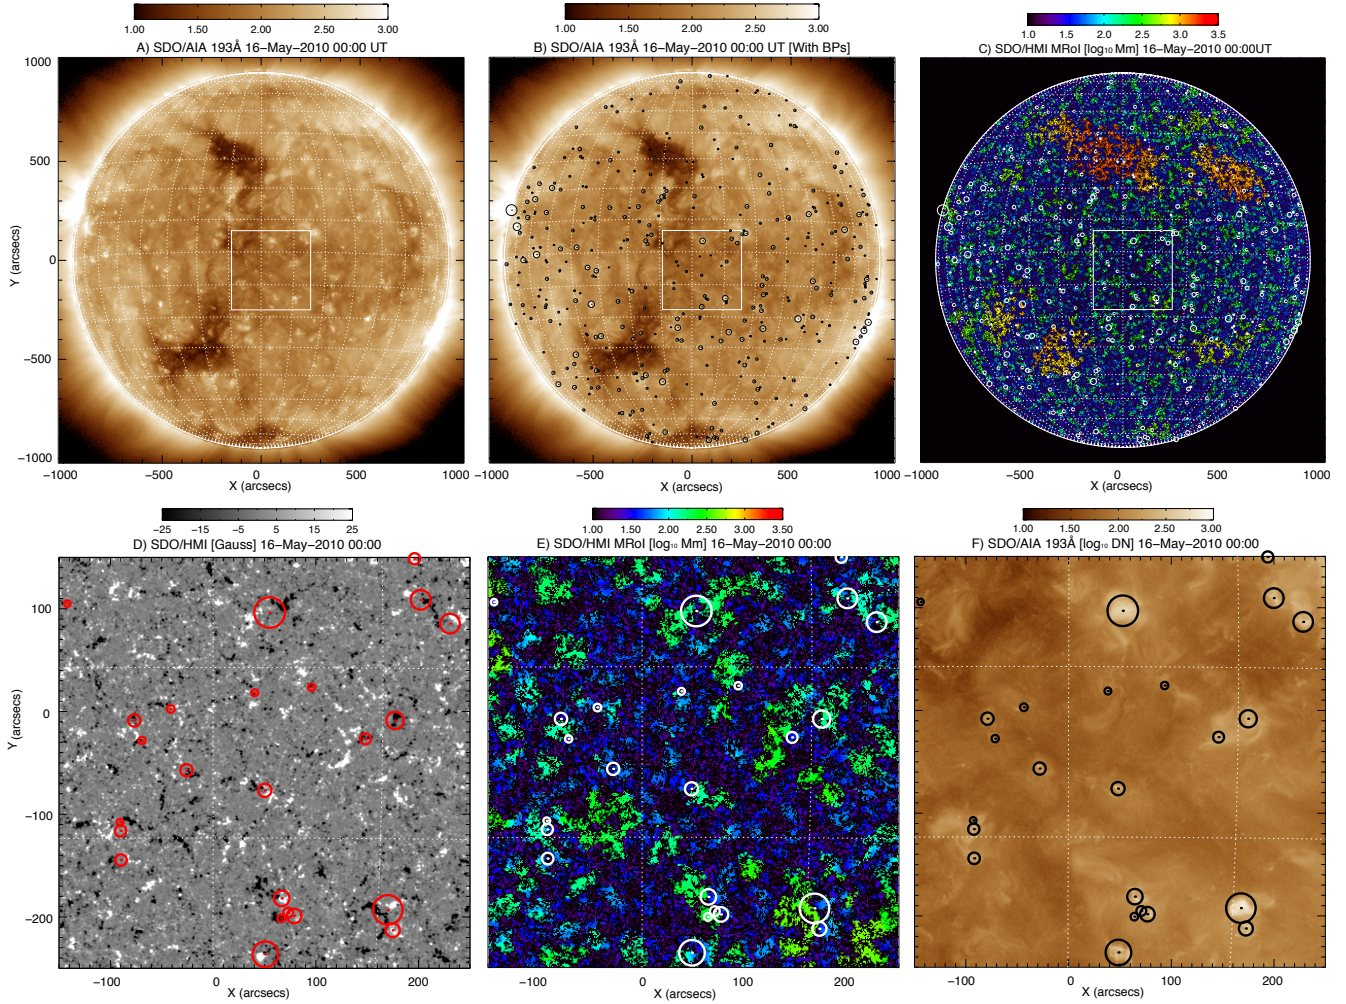 1.00 1.50 2.00 2.50 3.00
A) SDO/AIA 193Å 16–May–2010 00:00 UT
1000
500
0
−500
−1000
Y (arcsecs)
−1000 −500 0 500 1000
X (arcsecs)
1.00 1.50 2.00 2.50 3.00
B) SDO/AIA 193Å 16–May–2010 00:00 UT [With BPs]
−1000 −500 0 500 1000
X (arcsecs)
1.0 1.5 2.0 2.5 3.0 3.5
C) SDO/HMI MRoI [log₁₀ Mm] 16–May–2010 00:00UT
−1000 −500 0 500 1000
X (arcsecs)
−25 −15 −5 5 15 25
D) SDO/HMI [Gauss] 16–May–2010 00:00
100
0
−100
−200
Y (arcsecs)
−100 0 100 200
X (arcsecs)
1.00 1.50 2.00 2.50 3.00 3.50
E) SDO/HMI MRoI [log₁₀ Mm] 16–May–2010 00:00
−100 0 100 200
X (arcsecs)
1.00 1.50 2.00 2.50 3.00
F) SDO/AIA 193Å [log₁₀ DN] 16–May–2010 00:00
−100 0 100 200
X (arcsecs)